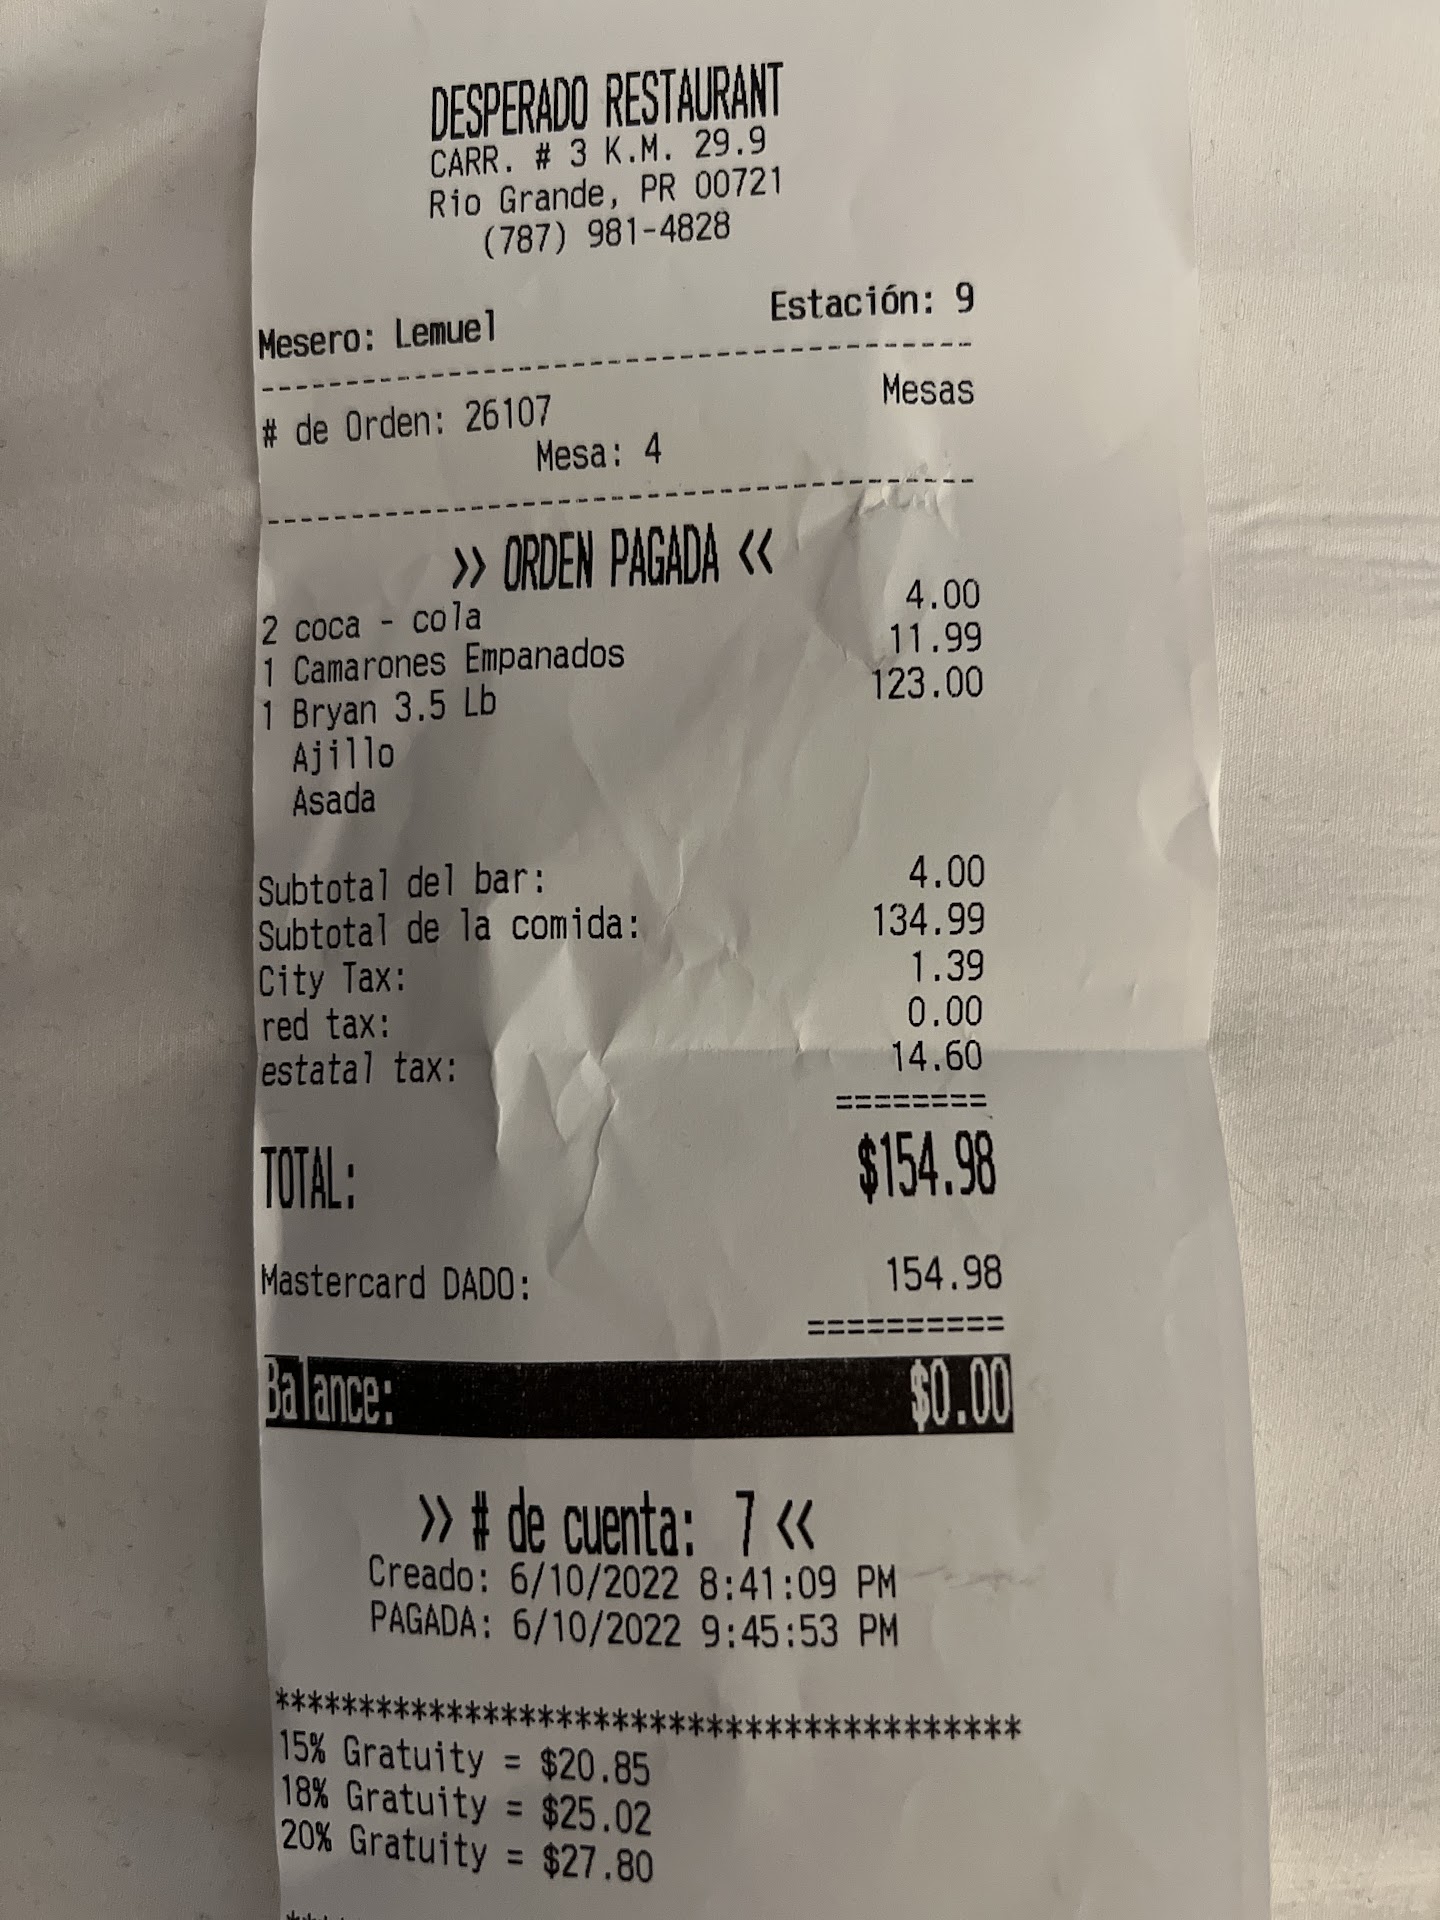 DESPERADO RESTAURANT
CARR. # 3 K.M. 29.9
Rio Grande, PR 00721
(787) 981-4828
Mesero: Lemuel Estación: 9
-------------------------------------------
# de Orden: 26107 Mesas
Mesa: 4
-------------------------------------------
>> ORDEN PAGADA <<
2 coca - cola 4.00
1 Camarones Empanados 11.99
1 Bryan 3.5 Lb 123.00
Ajillo
Asada
Subtotal del bar: 4.00
Subtotal de la comida: 134.99
City Tax: 1.39
red tax: 0.00
estatal tax: 14.60
========
TOTAL: $154.98
Mastercard DADO: 154.98
==========
Balance: $0.00
>> # de cuenta: 7 <<
Creado: 6/10/2022 8:41:09 PM
PAGADA: 6/10/2022 9:45:53 PM
*******************************************
15% Gratuity = $20.85
18% Gratuity = $25.02
20% Gratuity = $27.80